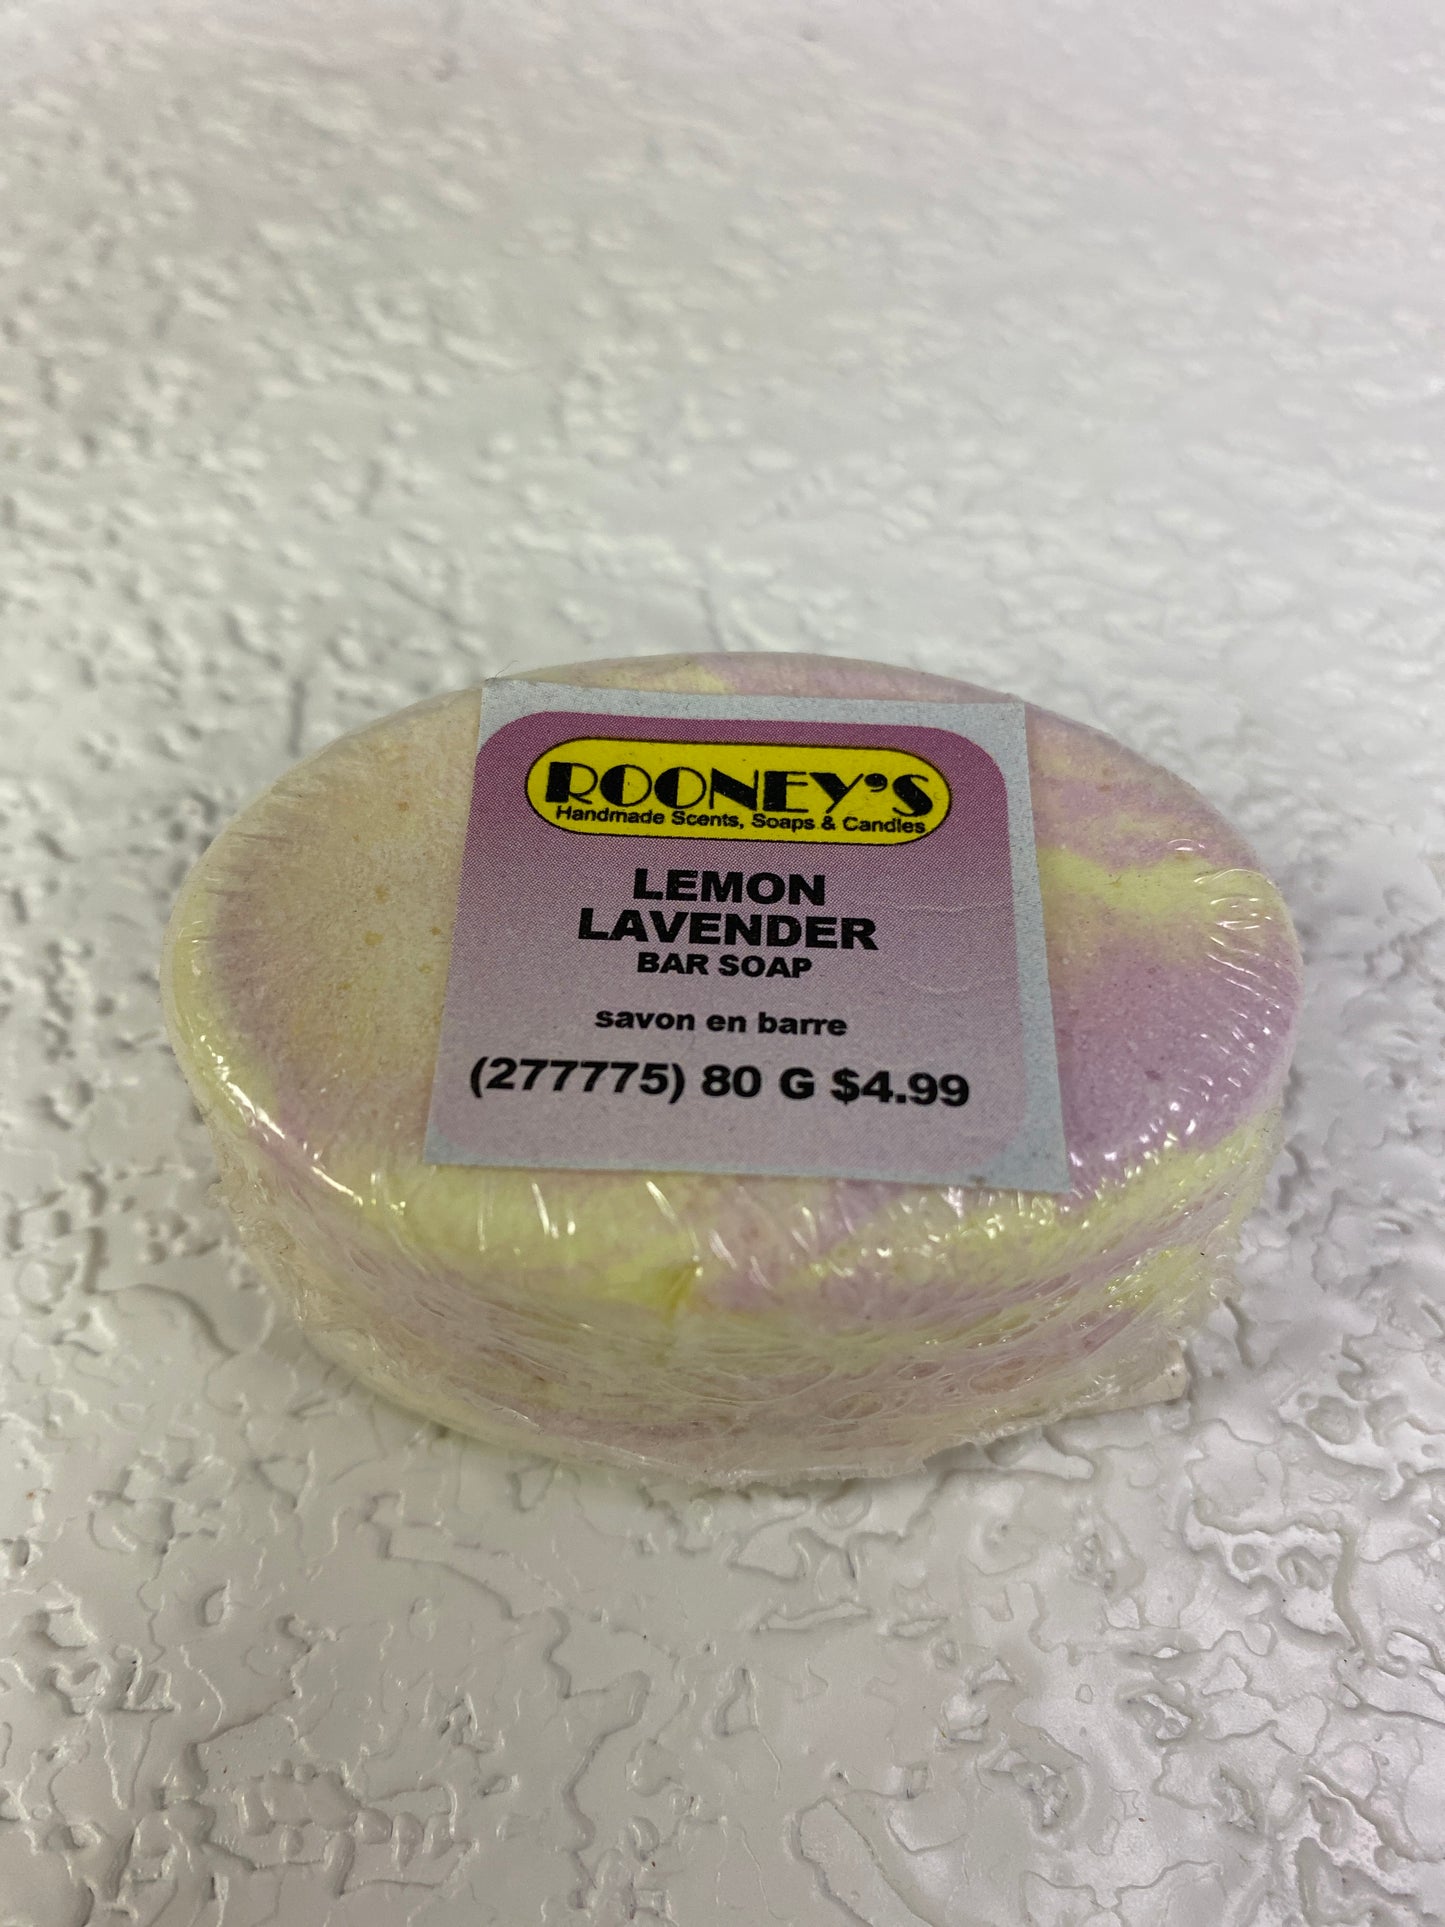 ROONEY'S
Handmade Scents, Soaps & Candles
LEMON
LAVENDER
BAR SOAP
savon en barre
(277775) 80 G $4.99